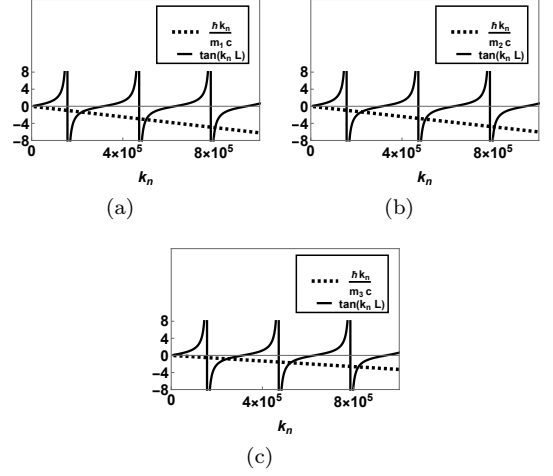 ℏ k_n
m_1 c
tan(k_n L)
8
4
0
-4
-8
0
4×10^5
8×10^5
k_n
(a)
ℏ k_n
m_2 c
tan(k_n L)
8
4
0
-4
-8
0
4×10^5
8×10^5
k_n
(b)
ℏ k_n
m_3 c
tan(k_n L)
8
4
0
-4
-8
0
4×10^5
8×10^5
k_n
(c)